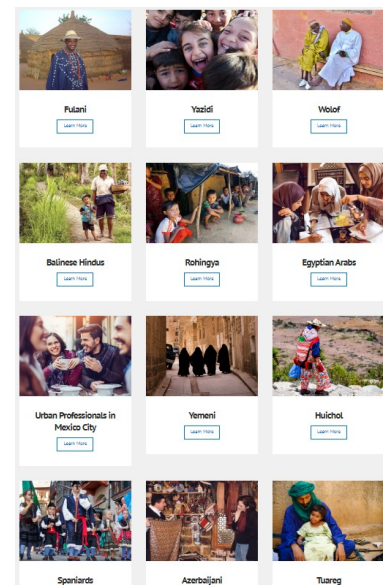 Fulani
Learn More
Yazidi
Learn More
Wolof
Learn More
Balinese Hindus
Learn More
Rohingya
Learn More
Egyptian Arabs
Learn More
Urban Professionals in
Mexico City
Learn More
Yemeni
Learn More
Huichol
Learn More
Spaniards
Azerbaijani
Tuareg